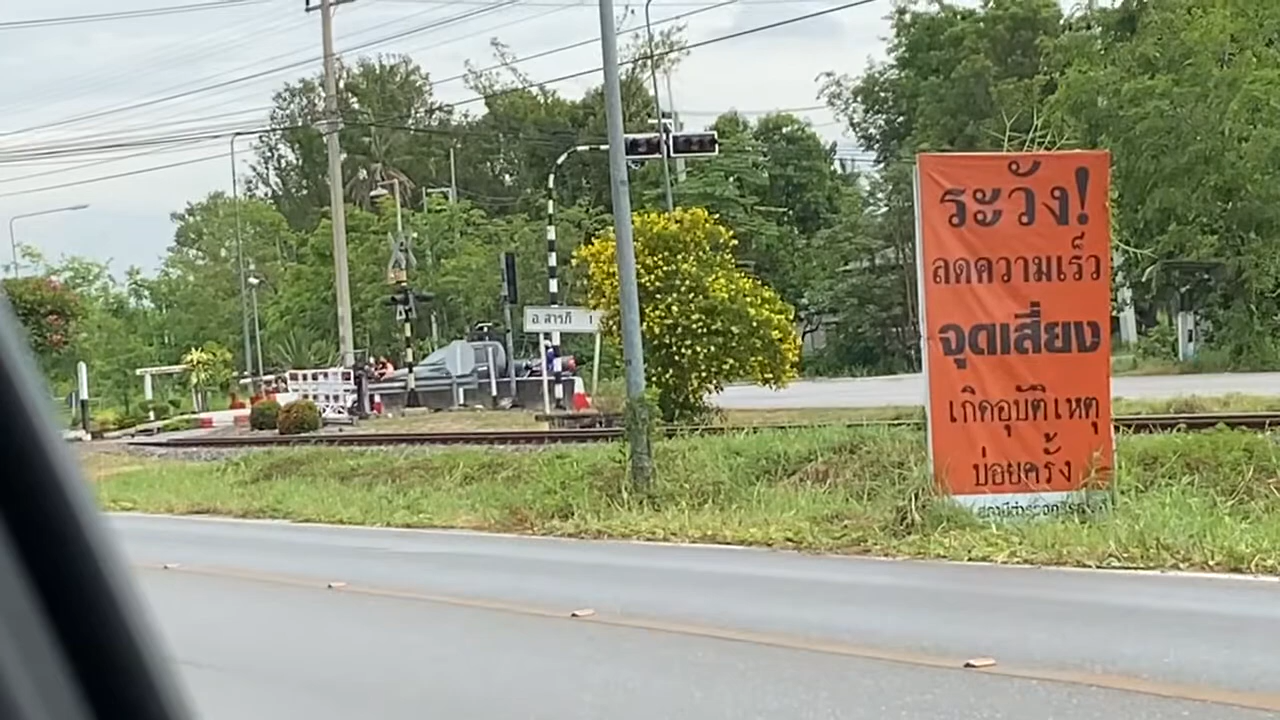 อ. สารภี 1
ระวัง!
ลดความเร็ว
จุดเสี่ยง
เกิดอุบัติเหตุ
บ่อยครั้ง